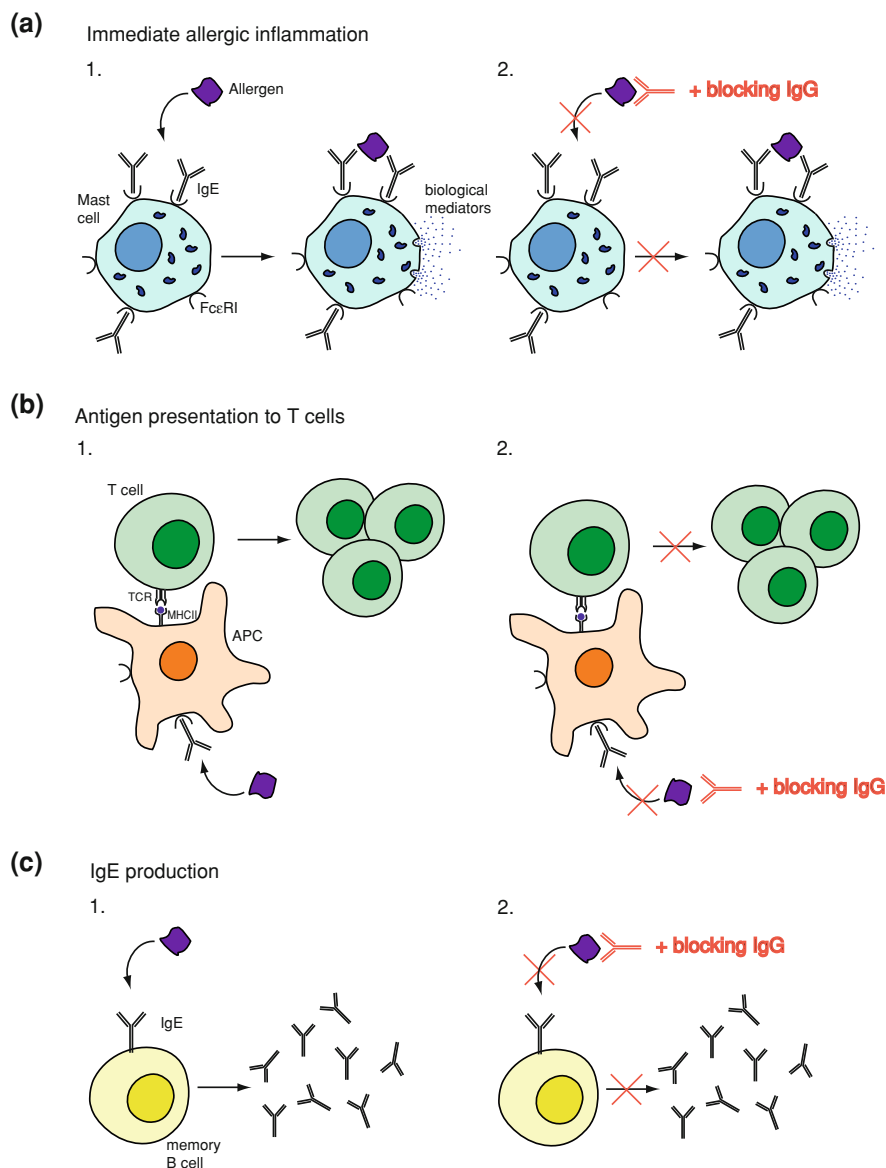 (a)
Immediate allergic inflammation
1.
Allergen
IgE
Mast
cell
FcεRI
biological
mediators
2.
+ blocking IgG
(b)
Antigen presentation to T cells
1.
T cell
TCR
MHCII
APC
2.
+ blocking IgG
(c)
IgE production
1.
IgE
memory
B cell
2.
+ blocking IgG